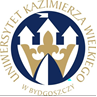 UNIWERSYTET KAZIMIERZA WIELKIEGO
W BYDGOSZCZY